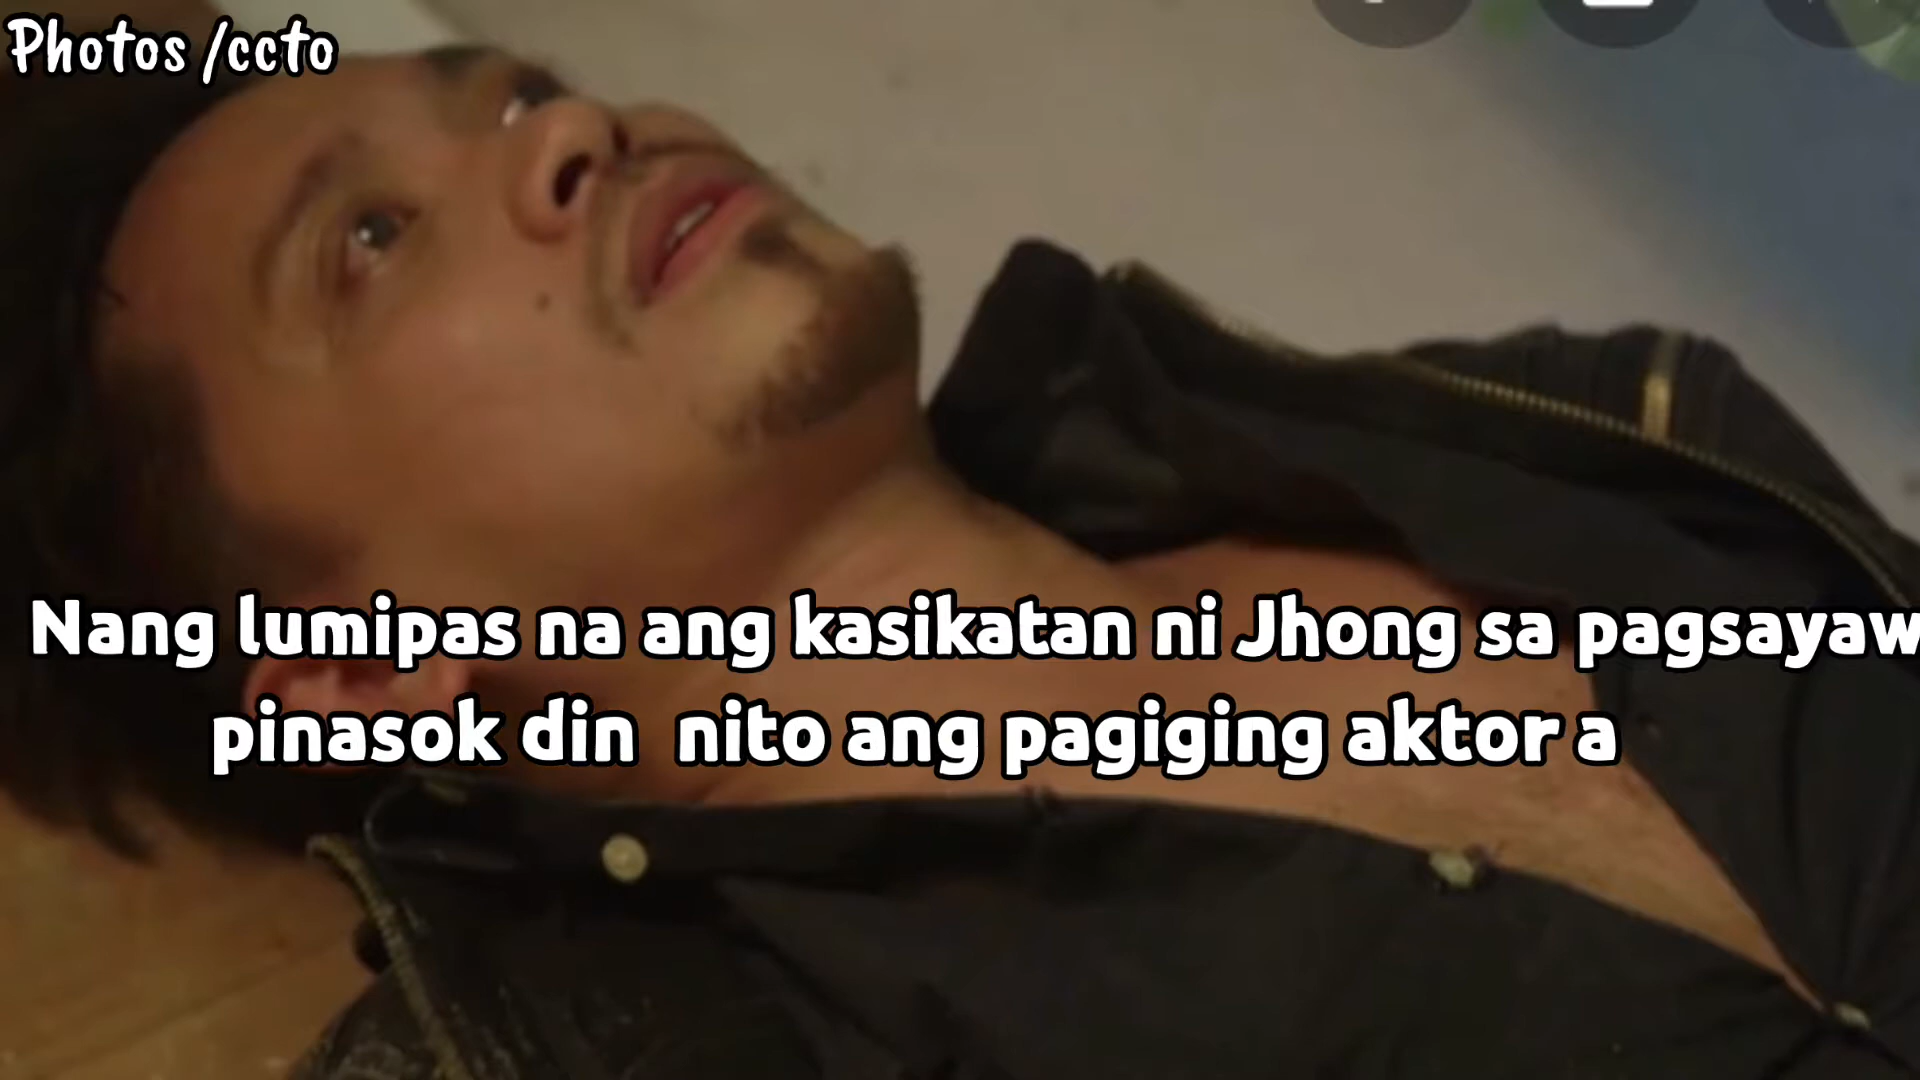 Photos /ccto
Nang lumipas na ang kasikatan ni Jhong sa pagsayaw
pinasok din nito ang pagiging aktor a